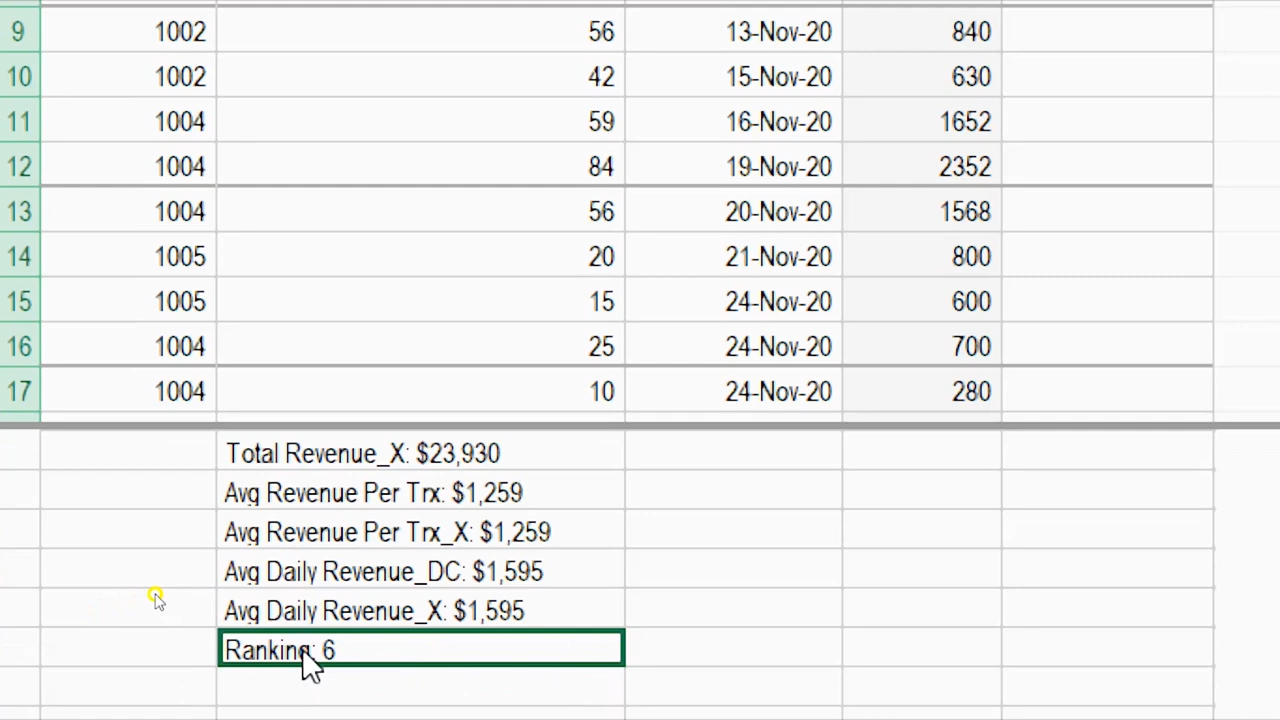 9 1002 56 13-Nov-20 840
10 1002 42 15-Nov-20 630
11 1004 59 16-Nov-20 1652
12 1004 84 19-Nov-20 2352
13 1004 56 20-Nov-20 1568
14 1005 20 21-Nov-20 800
15 1005 15 24-Nov-20 600
16 1004 25 24-Nov-20 700
17 1004 10 24-Nov-20 280
Total Revenue_X: $23,930
Avg Revenue Per Trx: $1,259
Avg Revenue Per Trx_X: $1,259
Avg Daily Revenue_DC: $1,595
Avg Daily Revenue_X: $1,595
Ranking: 6